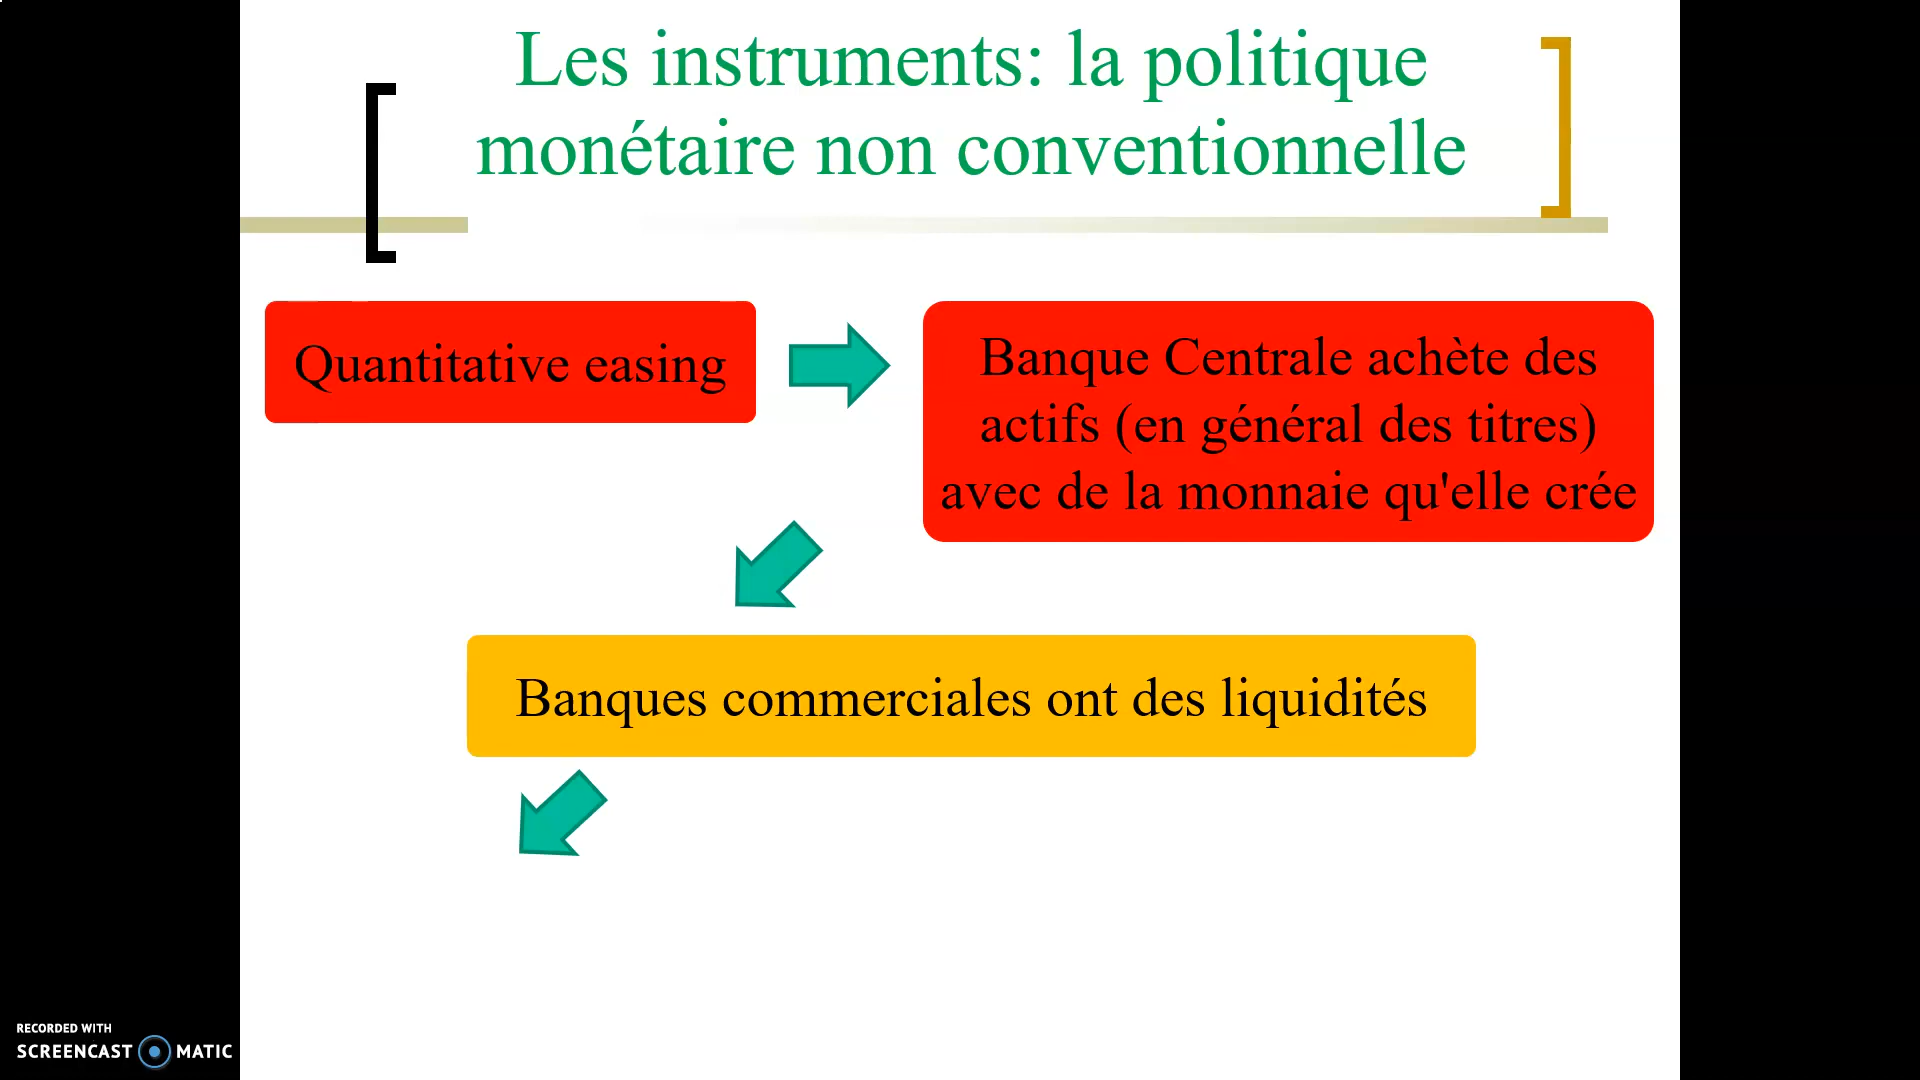 Les instruments: la politique
monétaire non conventionnelle
Quantitative easing
Banque Centrale achète des
actifs (en général des titres)
avec de la monnaie qu'elle crée
Banques commerciales ont des liquidités
RECORDED WITH
SCREENCAST MATIC